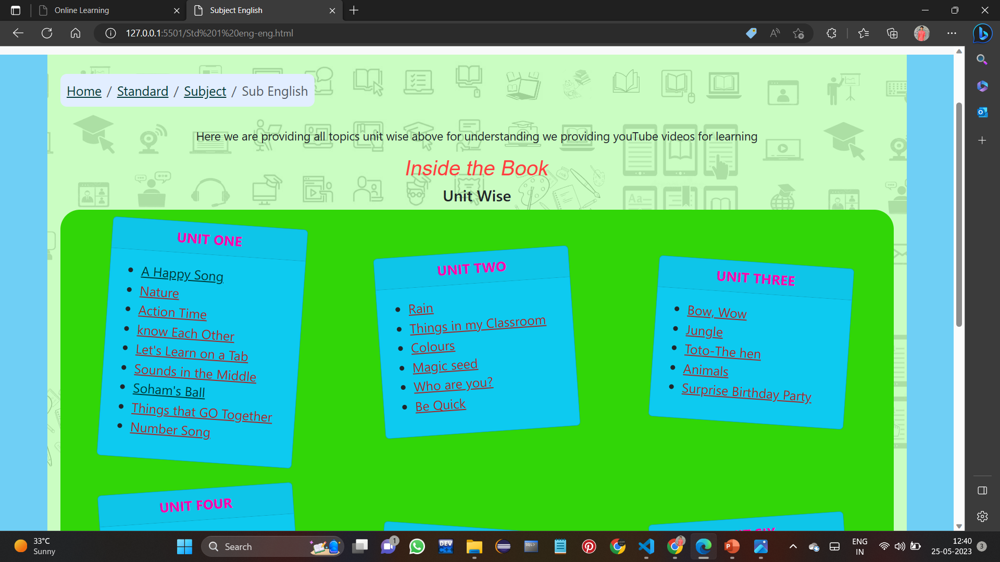 Online Learning
Subject English
127.0.0.1:5501/Std%201%20eng-eng.html
Home / Standard / Subject / Sub English
Here we are providing all topics unit wise above for understanding we providing youTube videos for learning
Inside the Book
Unit Wise
UNIT ONE
A Happy Song
Nature
Action Time
know Each Other
Let's Learn on a Tab
Sounds in the Middle
Soham's Ball
Things that GO Together
Number Song
UNIT TWO
Rain
Things in my Classroom
Colours
Magic seed
Who are you?
Be Quick
UNIT THREE
Bow, Wow
Jungle
Toto-The hen
Animals
Surprise Birthday Party
UNIT FOUR
SIX
33°C
Sunny
Search
1
DEV
C++
SQL>
ENG
IN
12:40
25-05-2023
3